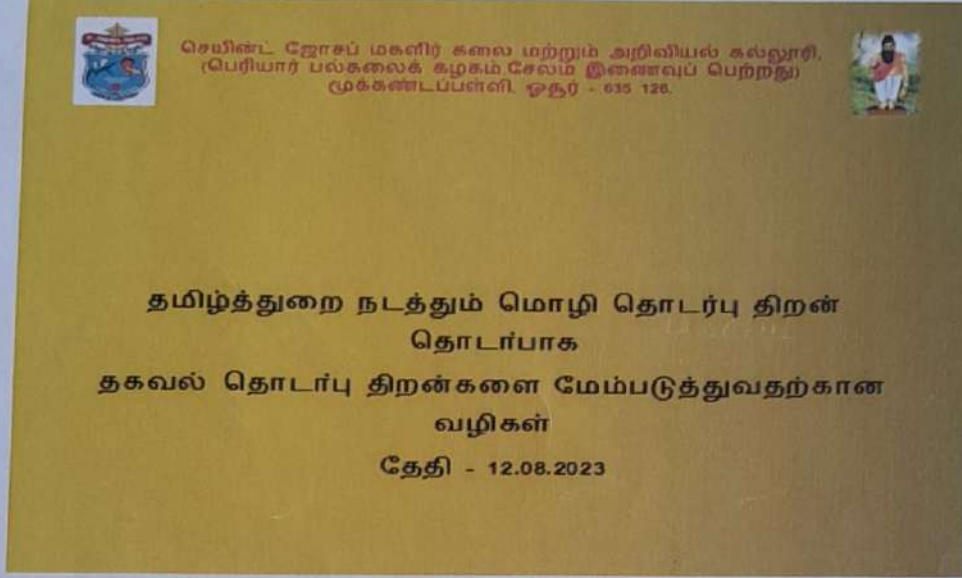 செயின்ட் ஜோசப் மகளிர் கலை மற்றும் அறிவியல் கல்லூரி,
(பெரியார் பல்கலைக் கழகம்,சேலம் இணைவுப் பெற்றது)
மூக்கண்டப்பள்ளி, ஓசூர் - 635 126.
தமிழ்த்துறை நடத்தும் மொழி தொடர்பு திறன்
தொடர்பாக
தகவல் தொடர்பு திறன்களை மேம்படுத்துவதற்கான
வழிகள்
தேதி - 12.08.2023